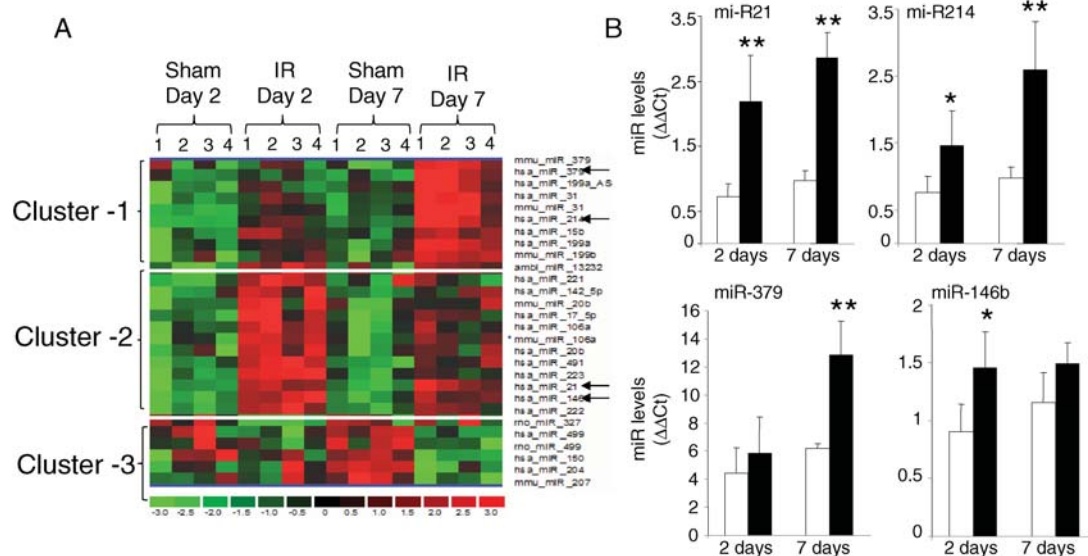 A
Sham
Day 2
IR
Day 2
Sham
Day 7
IR
Day 7
1 2 3 4 1 2 3 4 1 2 3 4 1 2 3 4
Cluster -1
Cluster -2
Cluster -3
mmu_miR_379
hsa_miR_379
hsa_miR_199a_AS
hsa_miR_31
mmu_miR_31
hsa_miR_214
hsa_miR_15b
hsa_miR_199a
mmu_miR_199b
ambi_miR_13232
hsa_miR_221
hsa_miR_142_5p
mmu_miR_20b
hsa_miR_17_5p
hsa_miR_106a
mmu_miR_106a
hsa_miR_20b
hsa_miR_491
hsa_miR_223
hsa_miR_21
hsa_miR_146
hsa_miR_222
rno_miR_327
hsa_miR_499
rno_miR_499
hsa_miR_150
hsa_miR_204
mmu_miR_207
-3.0 -2.5 -2.0 -1.5 -1.0 -0.5 0 0.5 1.0 1.5 2.0 2.5 3.0
B
mi-R21
miR levels
(ΔΔCt)
3.5
2.5
1.5
0.5
0
** **
2 days 7 days
mi-R214
3.5
2.5
1.5
0.5
0
* **
2 days 7 days
miR-379
miR levels
(ΔΔCt)
16
14
12
10
8
6
4
2
0
**
2 days 7 days
miR-146b
2
1.5
1
0.5
0
*
2 days 7 days